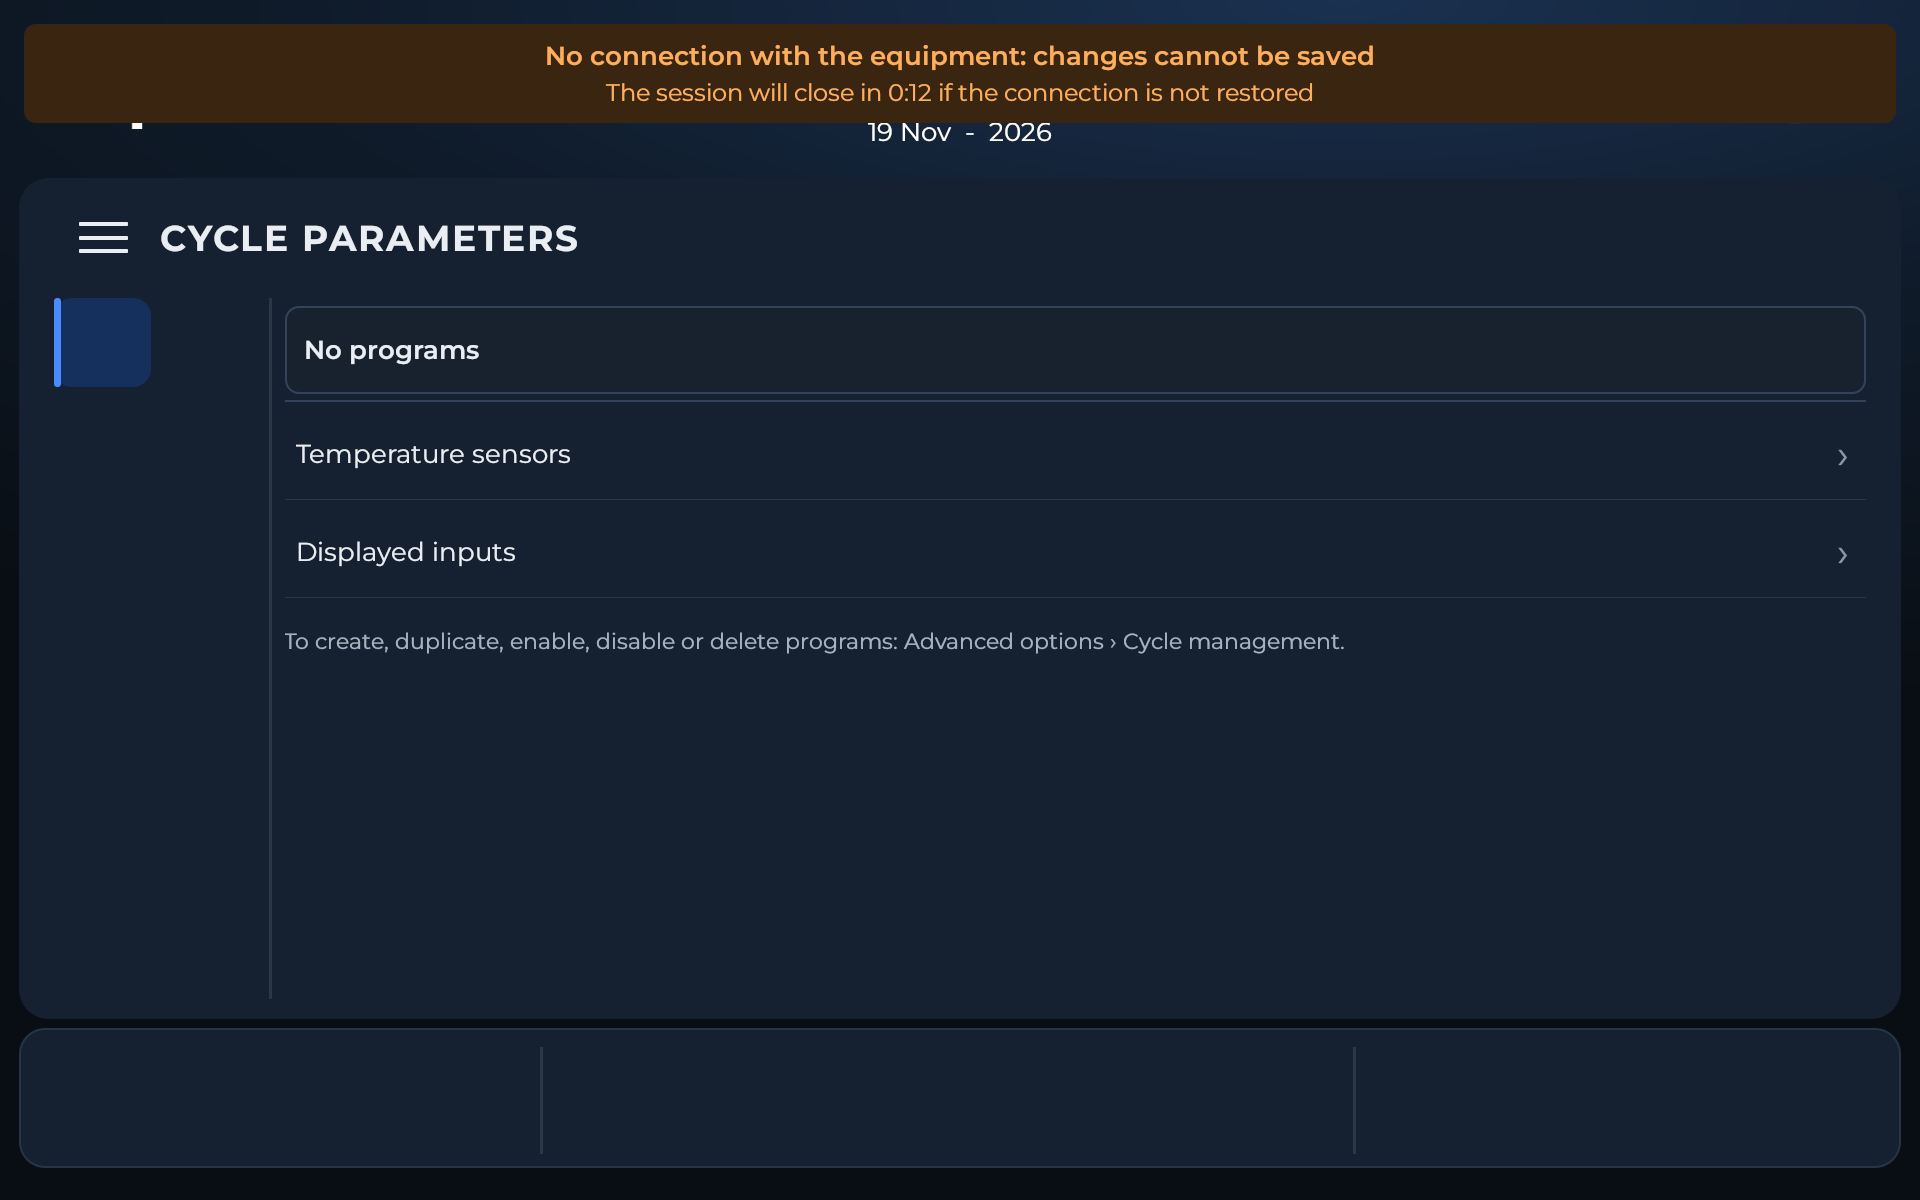 No connection with the equipment: changes cannot be saved
The session will close in 0:12 if the connection is not restored
19 Nov - 2026
CYCLE PARAMETERS
No programs
Temperature sensors ›
Displayed inputs ›
To create, duplicate, enable, disable or delete programs: Advanced options › Cycle management.